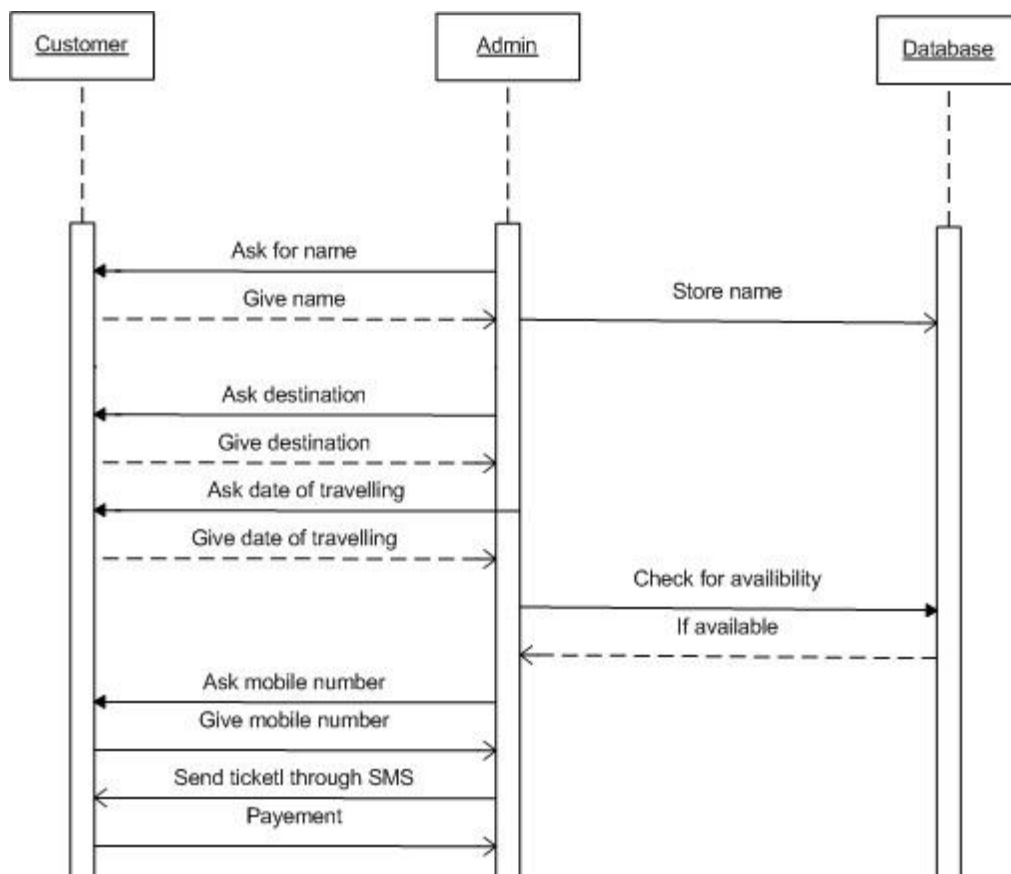 Customer
Admin
Database
Ask for name
Give name
Store name
Ask destination
Give destination
Ask date of travelling
Give date of travelling
Check for availibility
If available
Ask mobile number
Give mobile number
Send ticketl through SMS
Payement